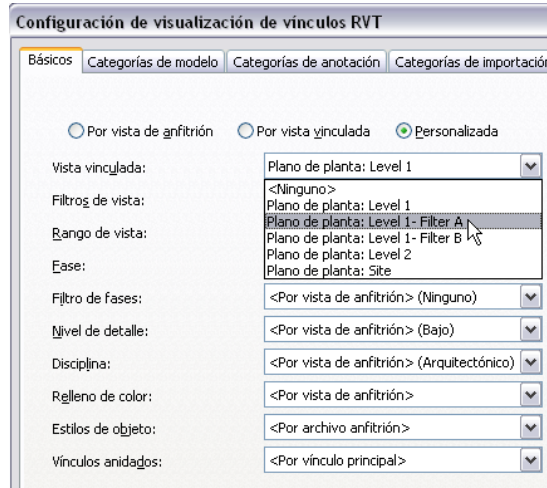 Configuración de visualización de vínculos RVT
Básicos Categorías de modelo Categorías de anotación Categorías de importación
Por vista de anfitrión Por vista vinculada Personalizada
Vista vinculada: Plano de planta: Level 1
<Ninguno>
Filtros de vista: Plano de planta: Level 1
Plano de planta: Level 1- Filter A
Rango de vista: Plano de planta: Level 1- Filter B
Plano de planta: Level 2
Fase: Plano de planta: Site
Filtro de fases: <Por vista de anfitrión> (Ninguno)
Nivel de detalle: <Por vista de anfitrión> (Bajo)
Disciplina: <Por vista de anfitrión> (Arquitectónico)
Relleno de color: <Por vista de anfitrión>
Estilos de objeto: <Por archivo anfitrión>
Vínculos anidados: <Por vínculo principal>